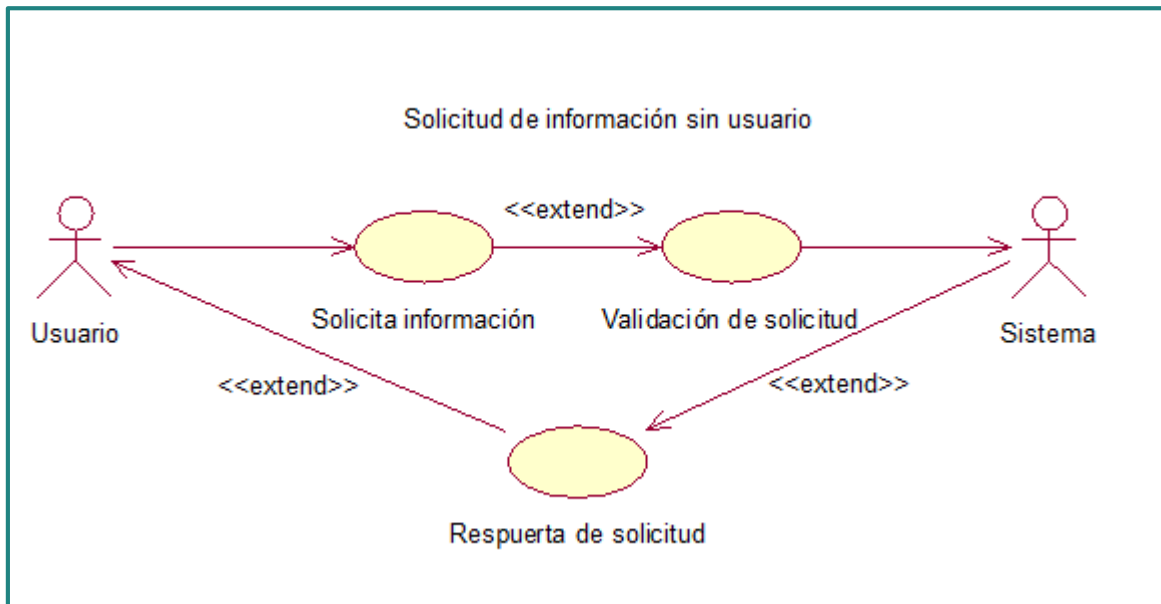 Solicitud de información sin usuario
<<extend>>
Solicita información
Validación de solicitud
Usuario
Sistema
<<extend>>
<<extend>>
Respuerta de solicitud